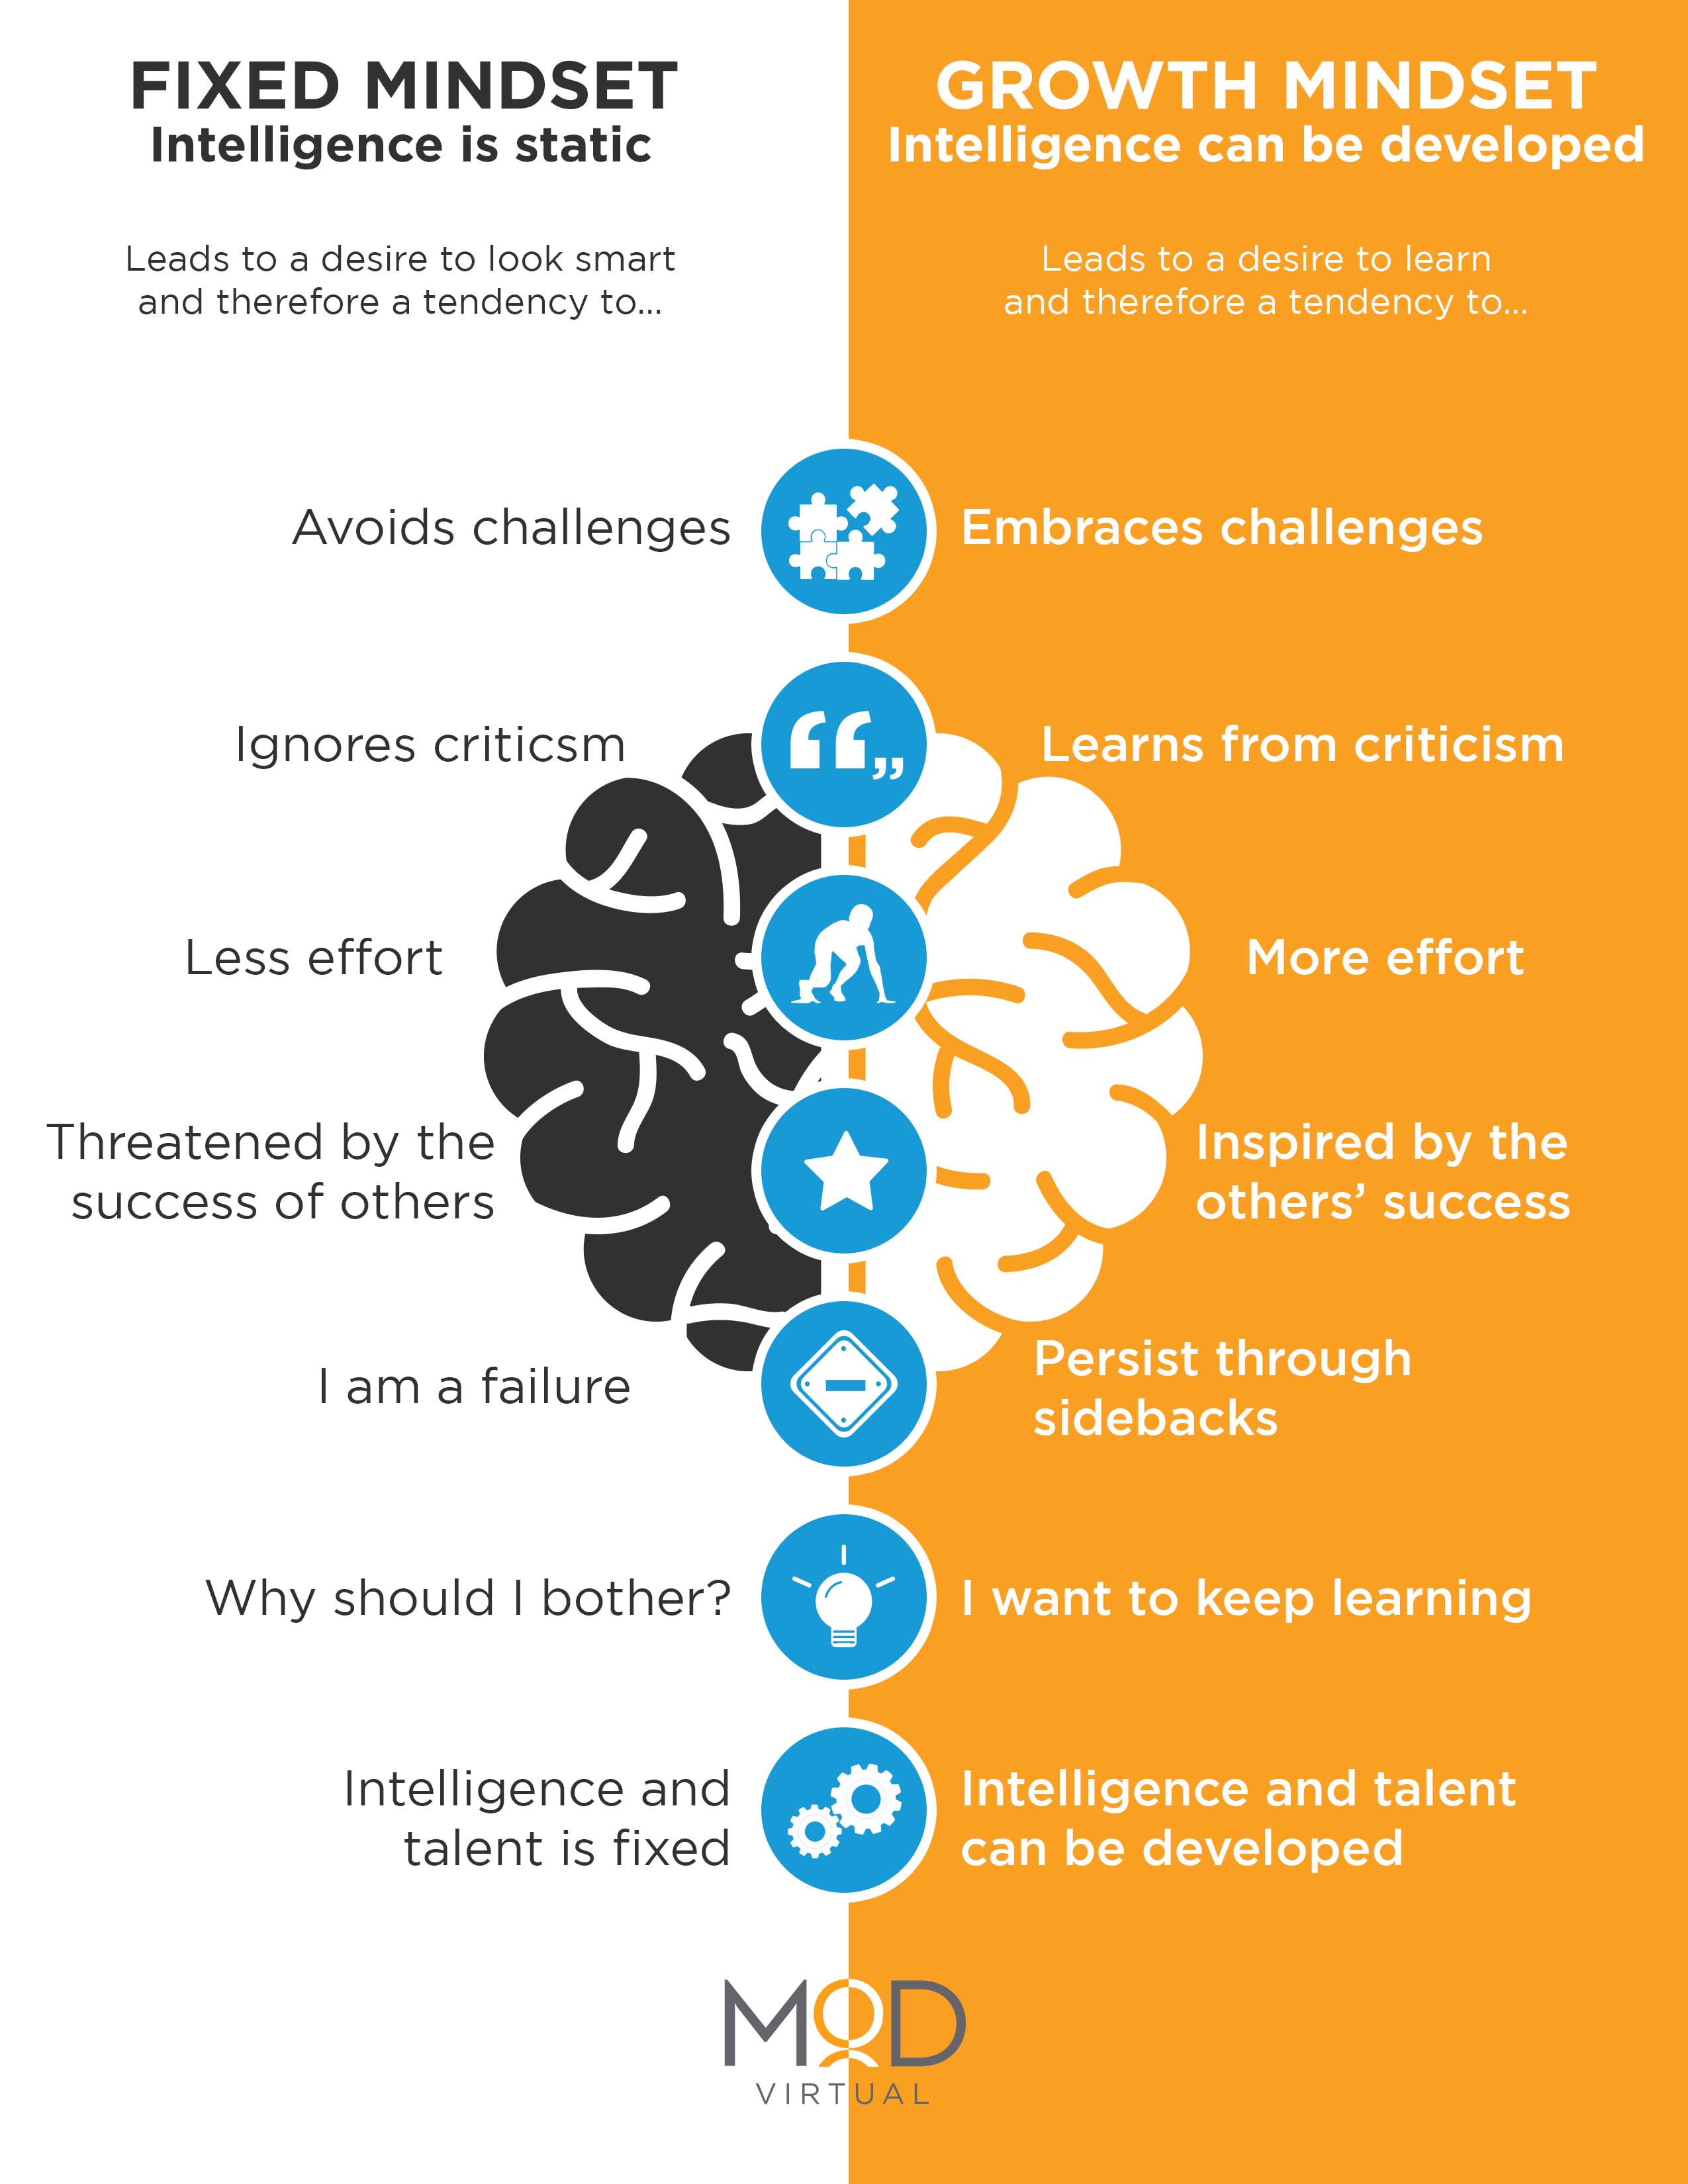 FIXED MINDSET
Intelligence is static
Leads to a desire to look smart
and therefore a tendency to...
GROWTH MINDSET
Intelligence can be developed
Leads to a desire to learn
and therefore a tendency to...
Avoids challenges
Embraces challenges
Ignores criticsm
Learns from criticism
Less effort
More effort
Threatened by the
success of others
Inspired by the
others’ success
I am a failure
Persist through
sidebacks
Why should I bother?
I want to keep learning
Intelligence and
talent is fixed
Intelligence and talent
can be developed
MOD
VIRTUAL